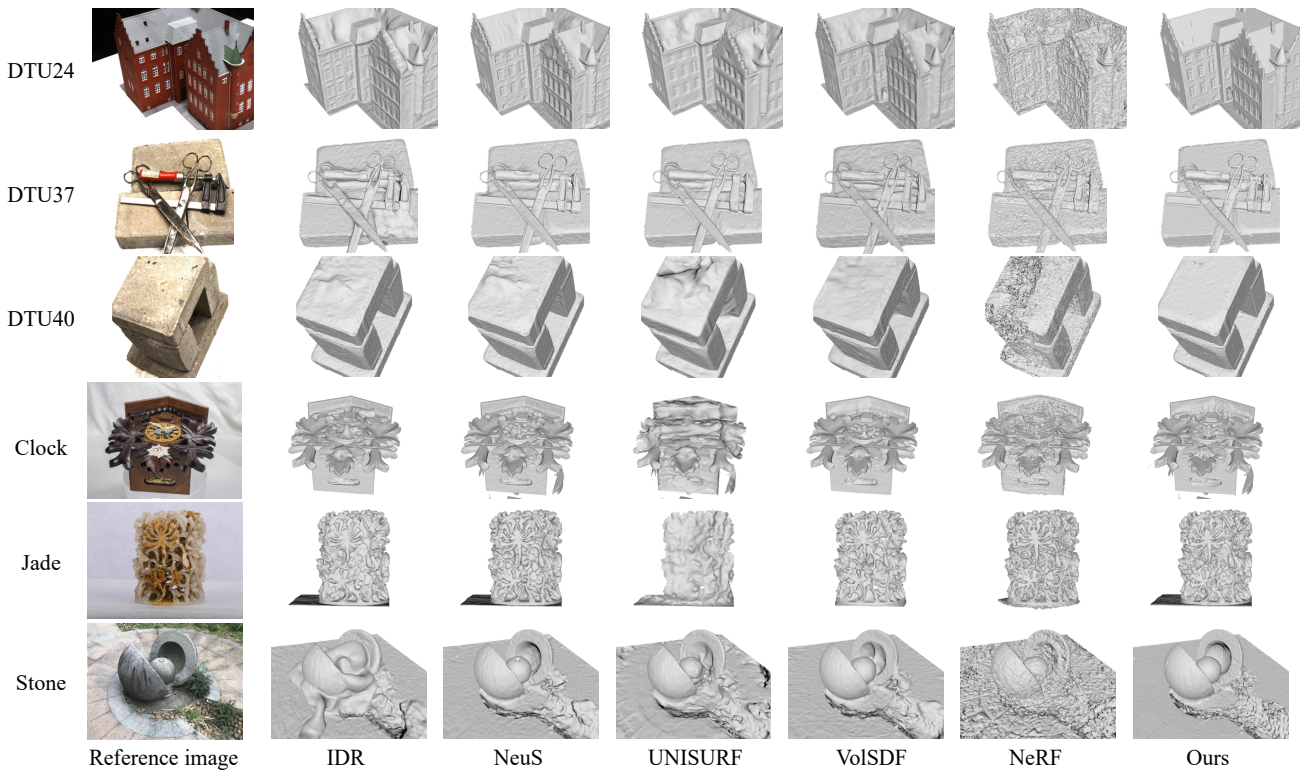 DTU24
DTU37
DTU40
Clock
Jade
Stone
Reference image IDR NeuS UNISURF VolSDF NeRF Ours